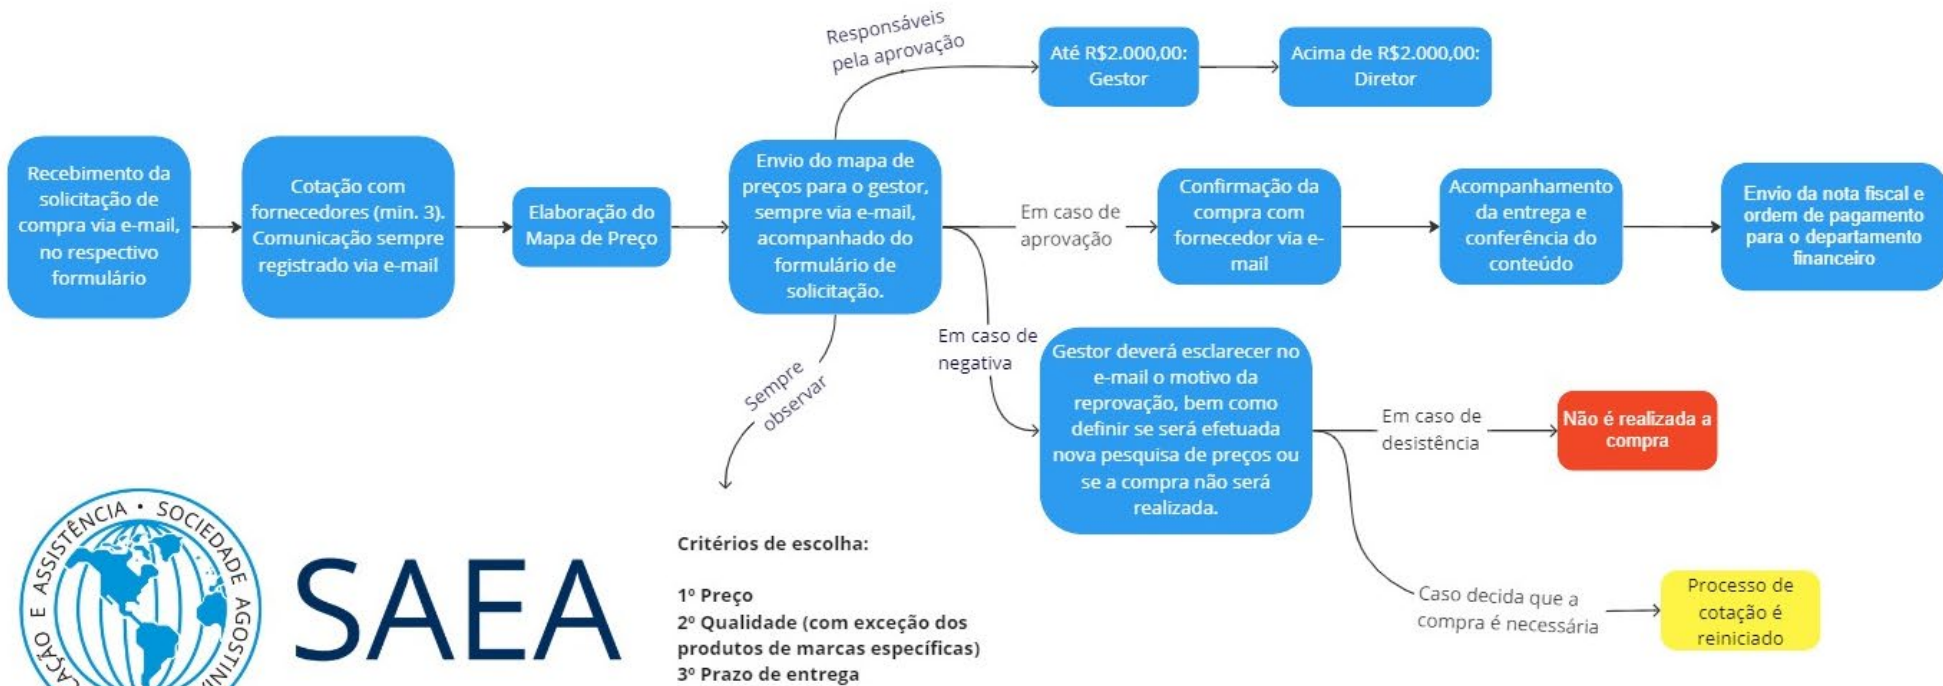 Responsáveis
pela aprovação
Até R$2.000,00:
Gestor
Acima de R$2.000,00:
Diretor
Recebimento da
solicitação de
compra via e-mail,
no respectivo
formulário
Cotação com
fornecedores (min. 3).
Comunicação sempre
registrado via e-mail
Elaboração do
Mapa de Preço
Envio do mapa de
preços para o gestor,
sempre via e-mail,
acompanhado do
formulário de
solicitação.
Em caso de
aprovação
Confirmação da
compra com
fornecedor via e-
mail
Acompanhamento
da entrega e
conferência do
conteúdo
Envio da nota fiscal e
ordem de pagamento
para o departamento
financeiro
Em caso de
negativa
Gestor deverá esclarecer no
e-mail o motivo da
reprovação, bem como
definir se será efetuada
nova pesquisa de preços ou
se a compra não será
realizada.
Em caso de
desistência
Não é realizada a
compra
Caso decida que a
compra é necessária
Processo de
cotação é
reiniciado
Sempre
observar
Critérios de escolha:
1º Preço
2º Qualidade (com exceção dos
produtos de marcas específicas)
3º Prazo de entrega
E ASSISTÊNCIA • SOCIEDADE
SAEA